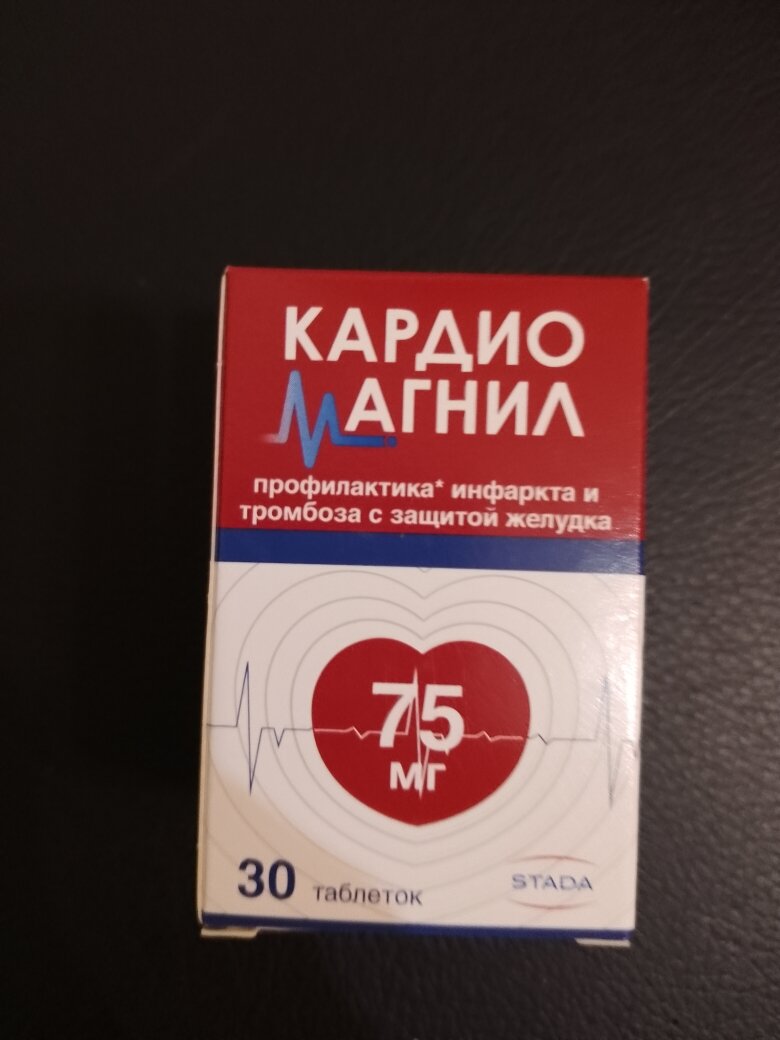 КАРДИО
МАГНИЛ
профилактика* инфаркта и
тромбоза с защитой желудка
75
мг
30 таблеток
STADA